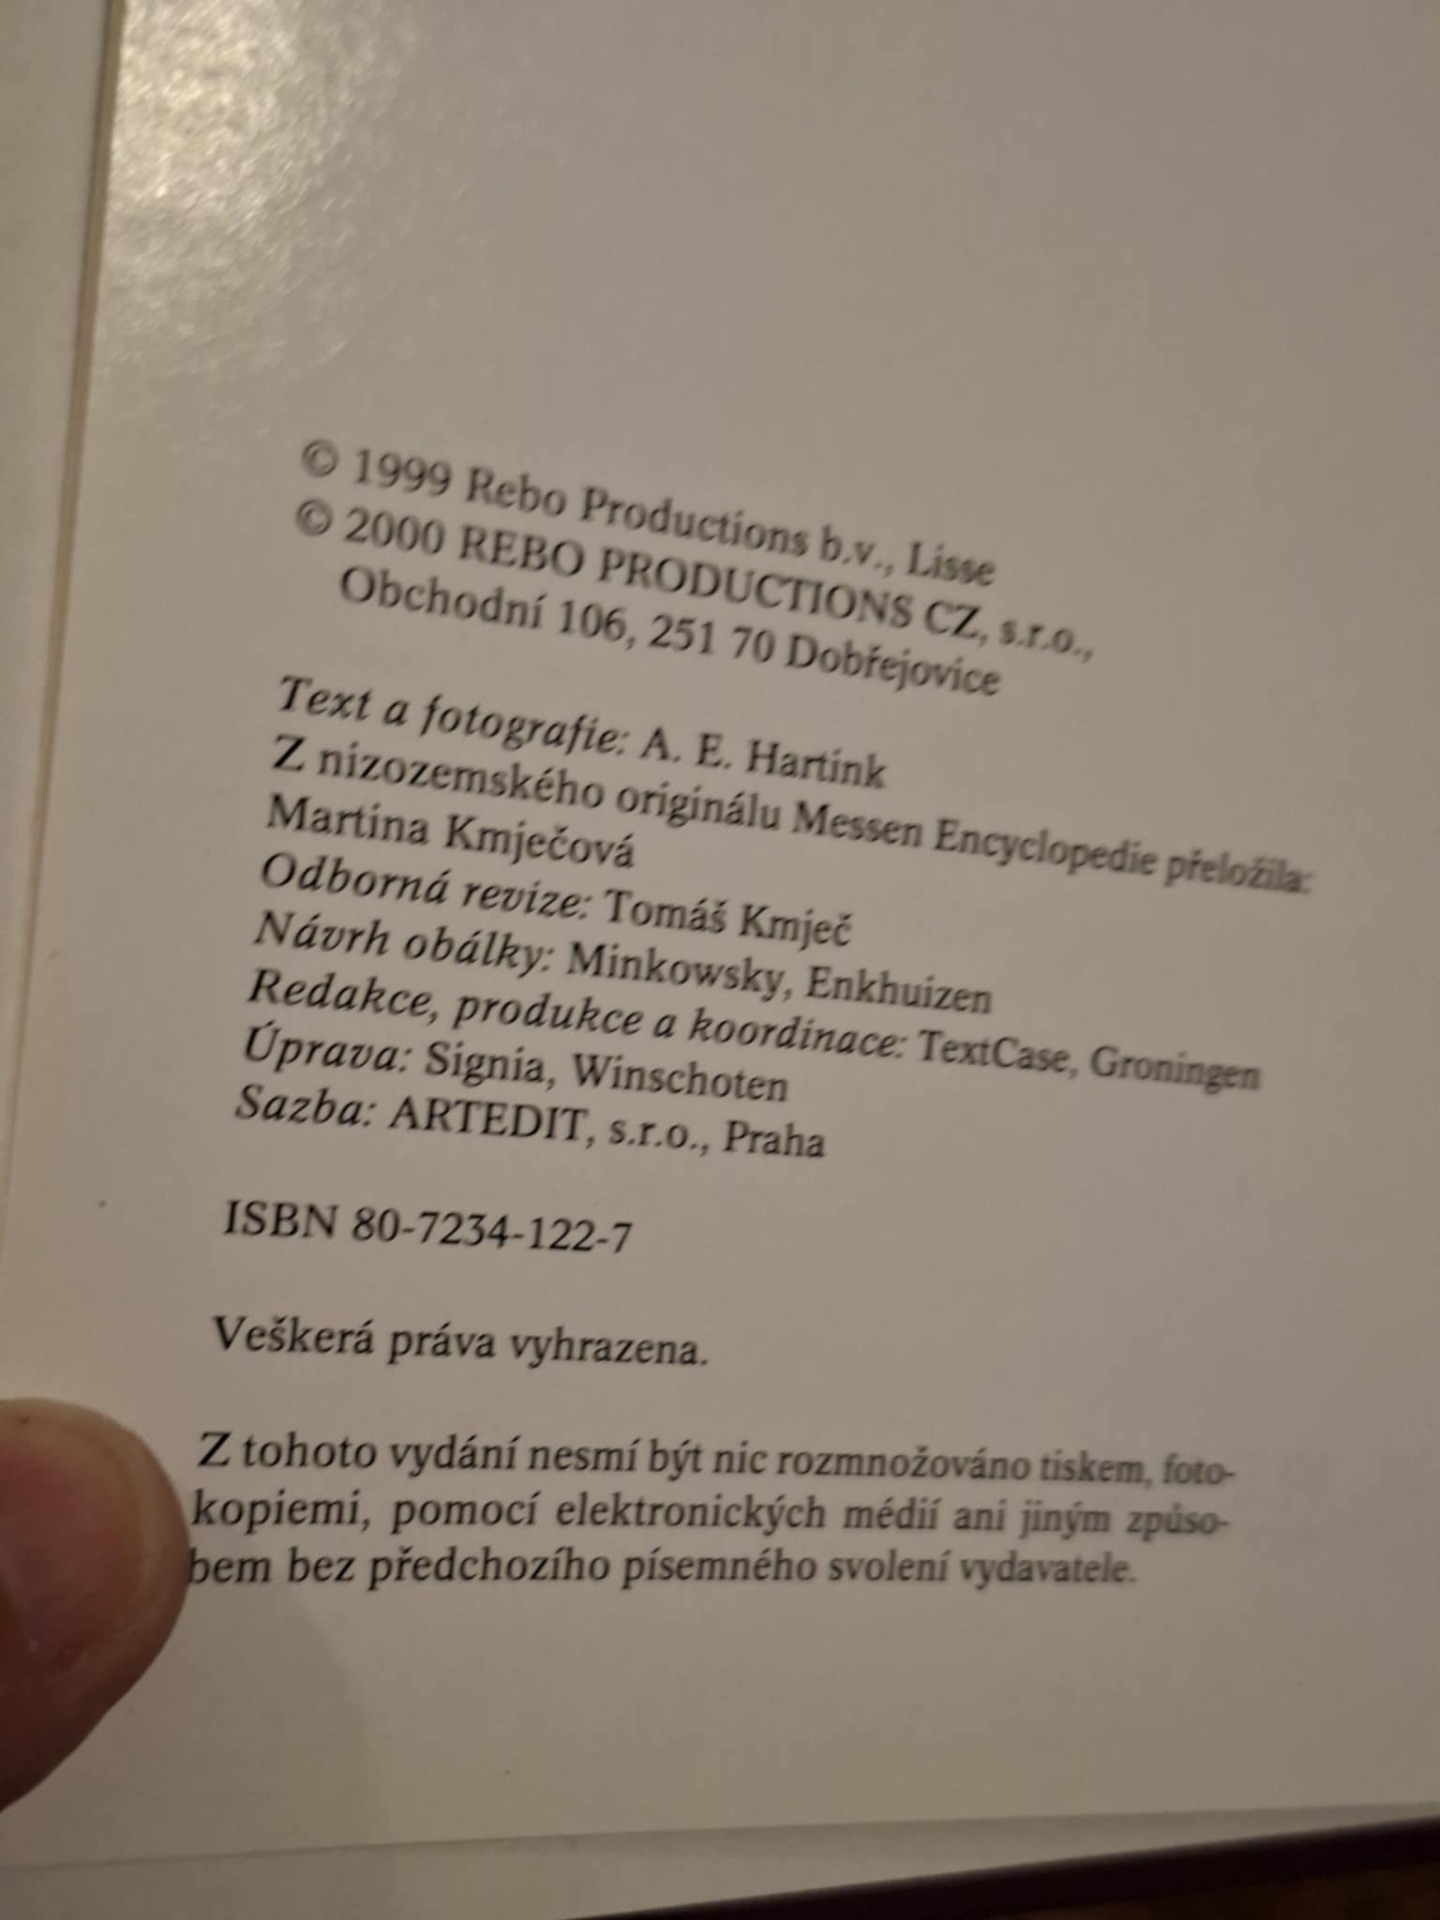 © 1999 Rebo Productions b.v., Lisse
© 2000 REBO PRODUCTIONS CZ, s.r.o.,
Obchodní 106, 251 70 Dobřejovice
Text a fotografie: A. E. Hartink
Z nizozemského originálu Messen Encyclopedie přeložila:
Martina Kmječová
Odborná revize: Tomáš Kmječ
Návrh obálky: Minkowsky, Enkhuizen
Redakce, produkce a koordinace: TextCase, Groningen
Úprava: Signia, Winschoten
Sazba: ARTEDIT, s.r.o., Praha
ISBN 80-7234-122-7
Veškerá práva vyhrazena.
Z tohoto vydání nesmí být nic rozmnožováno tiskem, foto-
kopiemi, pomocí elektronických médií ani jiným způso-
bem bez předchozího písemného svolení vydavatele.